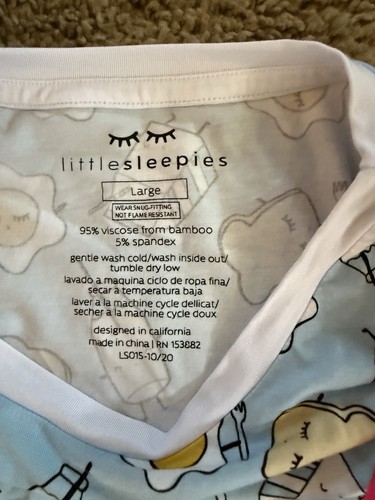 littlesleepies
Large
WEAR SNUG-FITTING
NOT FLAME RESISTANT
95% viscose from bamboo
5% spandex
gentle wash cold/wash inside out/
tumble dry low
lavado a maquina ciclo de ropa fina/
secar a temperatura baja
laver a la machine cycle dellicat/
secher a la machine cycle doux
designed in california
made in china | RN 153882
LS015-10/20